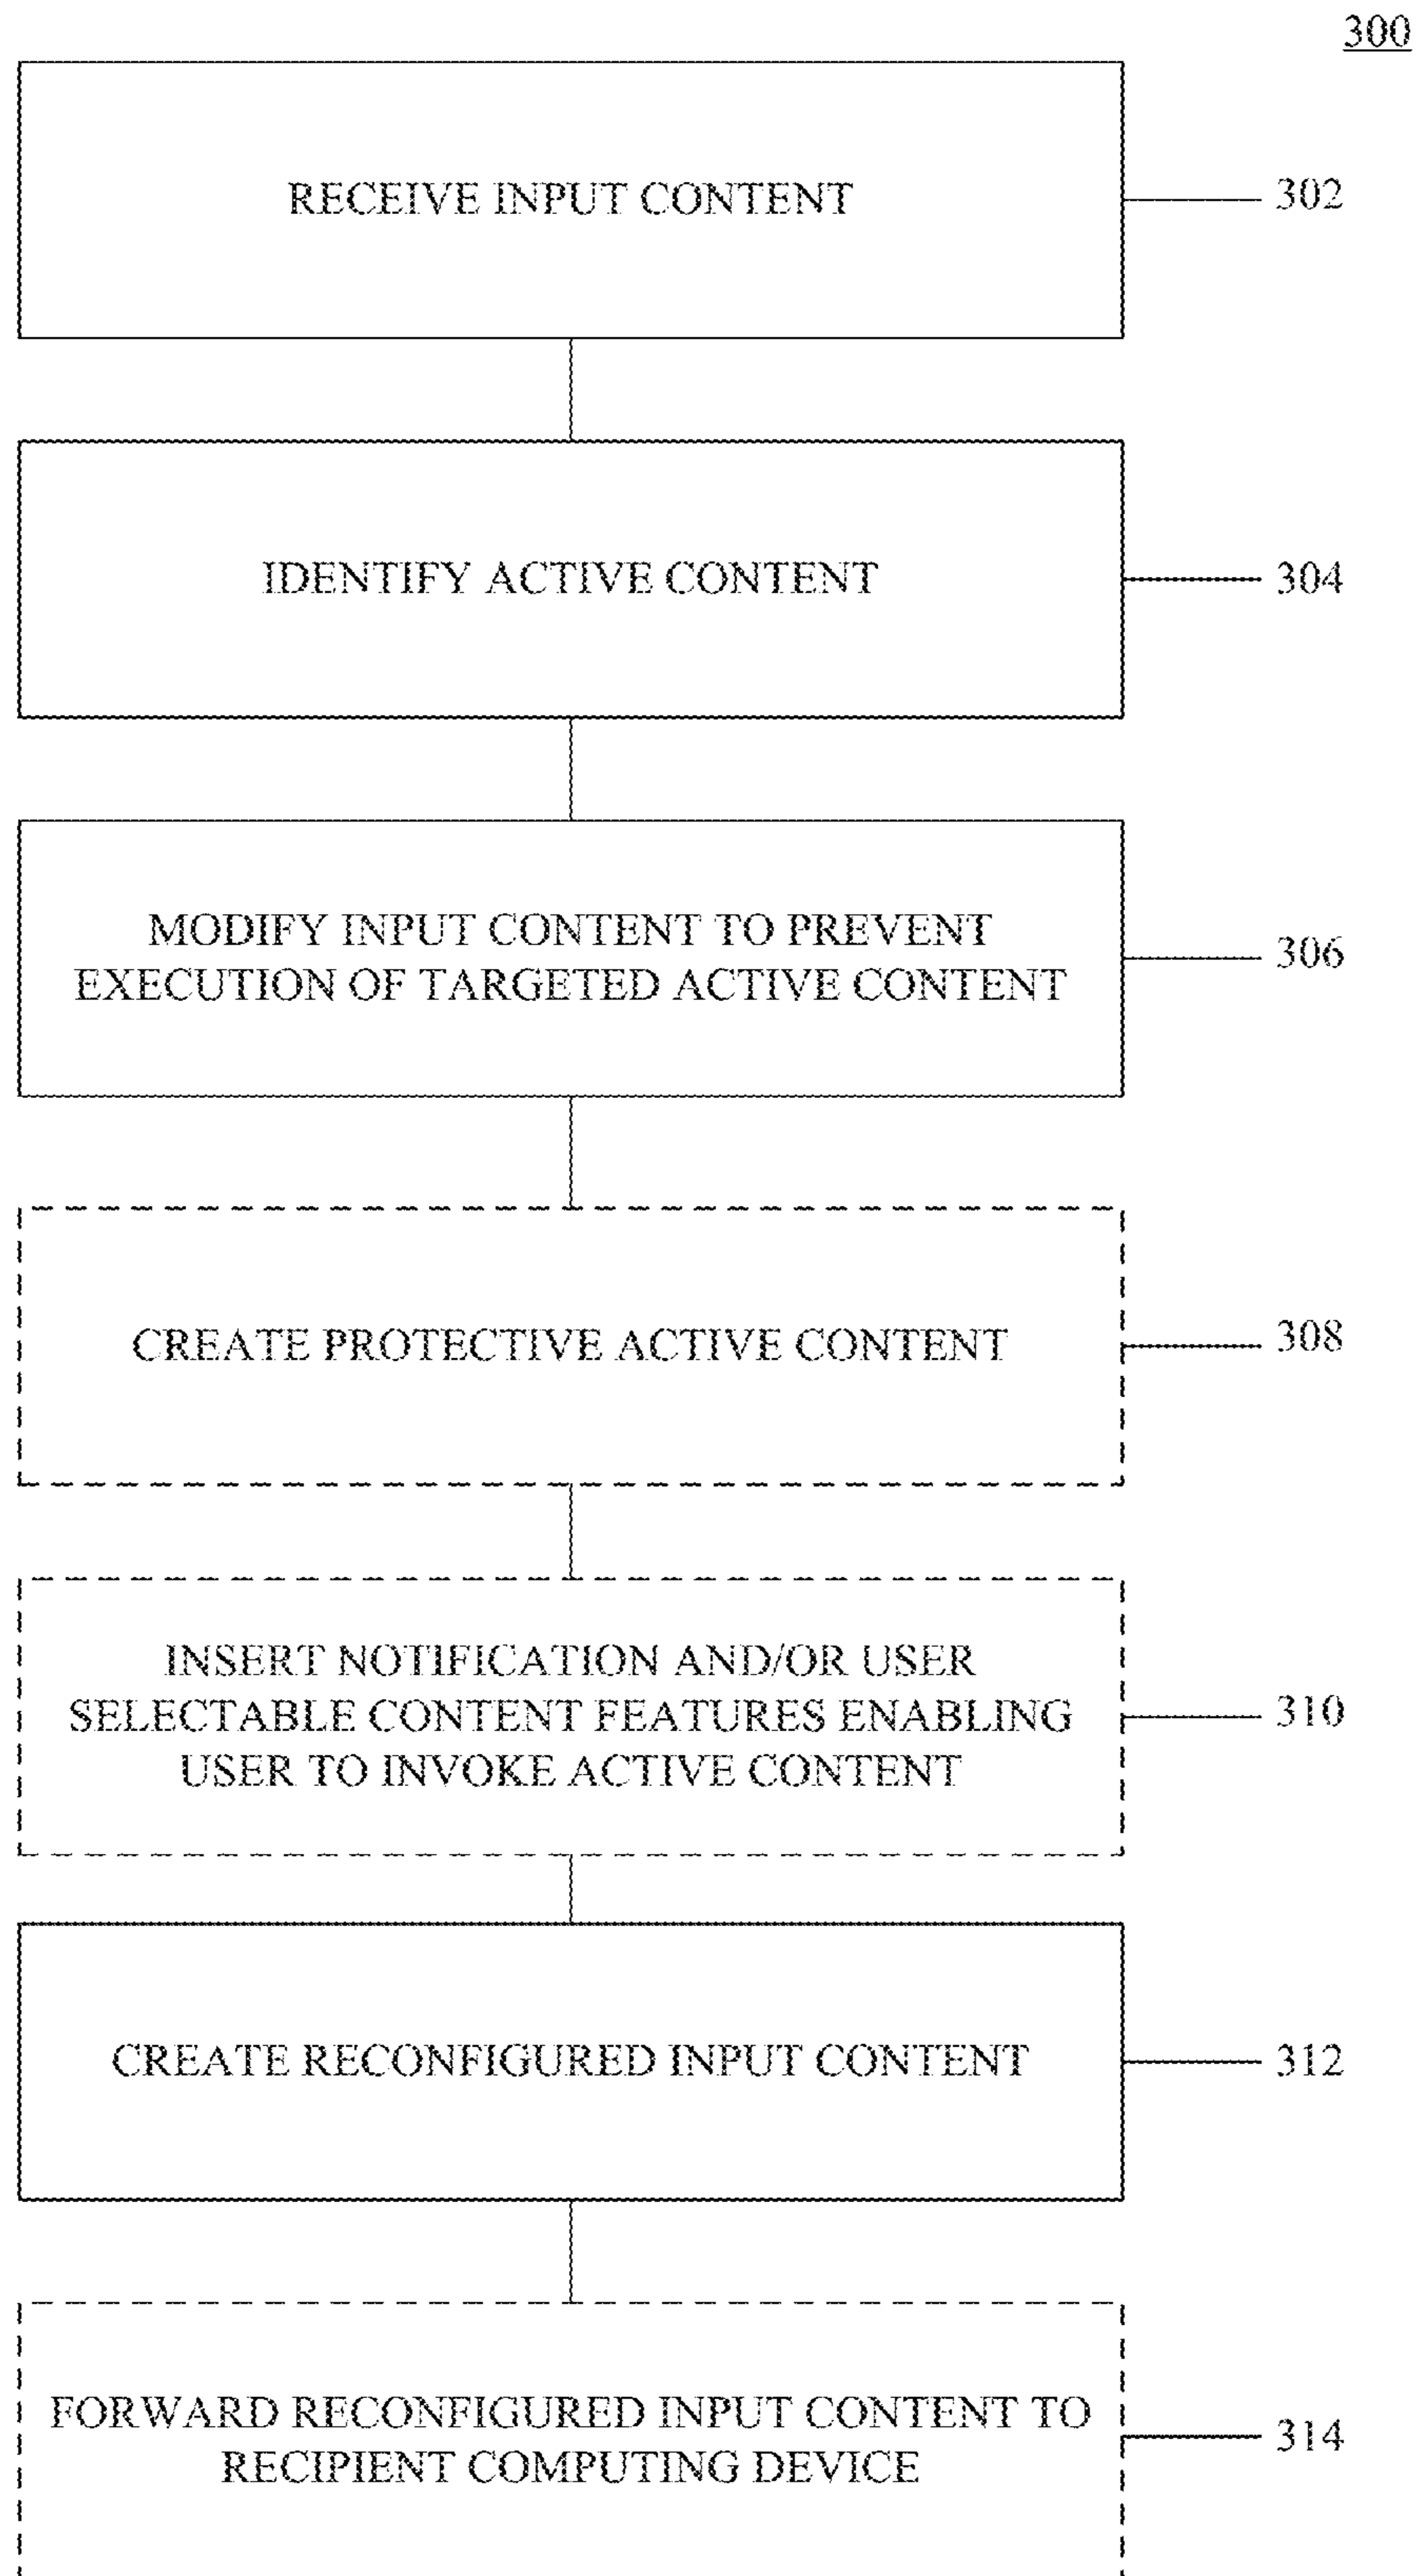 300
RECEIVE INPUT CONTENT
302
IDENTIFY ACTIVE CONTENT
304
MODIFY INPUT CONTENT TO PREVENT
EXECUTION OF TARGETED ACTIVE CONTENT
306
CREATE PROTECTIVE ACTIVE CONTENT
308
INSERT NOTIFICATION AND/OR USER
SELECTABLE CONTENT FEATURES ENABLING
USER TO INVOKE ACTIVE CONTENT
310
CREATE RECONFIGURED INPUT CONTENT
312
FORWARD RECONFIGURED INPUT CONTENT TO
RECIPIENT COMPUTING DEVICE
314